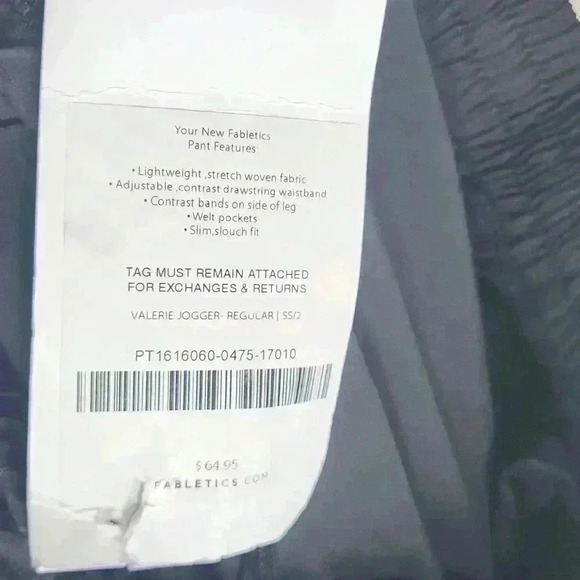 Your New Fabletics
Pant Features
• Lightweight ,stretch woven fabric
• Adjustable ,contrast drawstring waistband
• Contrast bands on side of leg
• Welt pockets
• Slim,slouch fit
TAG MUST REMAIN ATTACHED
FOR EXCHANGES & RETURNS
VALERIE JOGGER- REGULAR | SS/2
PT1616060-0475-17010
$ 64.95
FABLETICS.COM